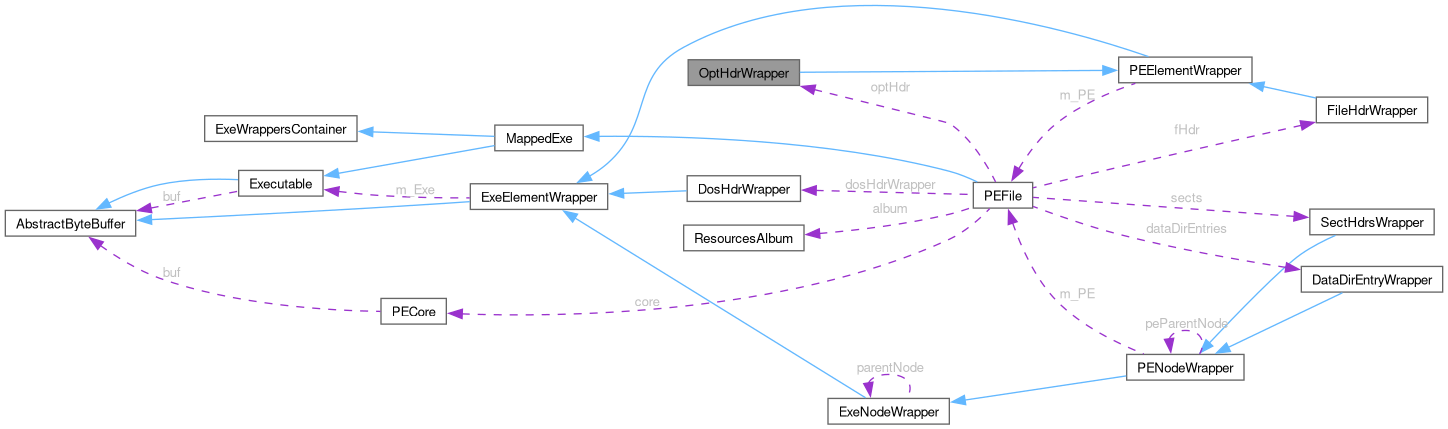 OptHdrWrapper
PEElementWrapper
optHdr
m_PE
FileHdrWrapper
ExeWrappersContainer
MappedExe
fHdr
Executable
m_Exe
ExeElementWrapper
DosHdrWrapper
dosHdrWrapper
PEFile
sects
buf
album
AbstractByteBuffer
SectHdrsWrapper
ResourcesAlbum
dataDirEntries
buf
DataDirEntryWrapper
core
m_PE
PECore
peParentNode
PENodeWrapper
parentNode
ExeNodeWrapper